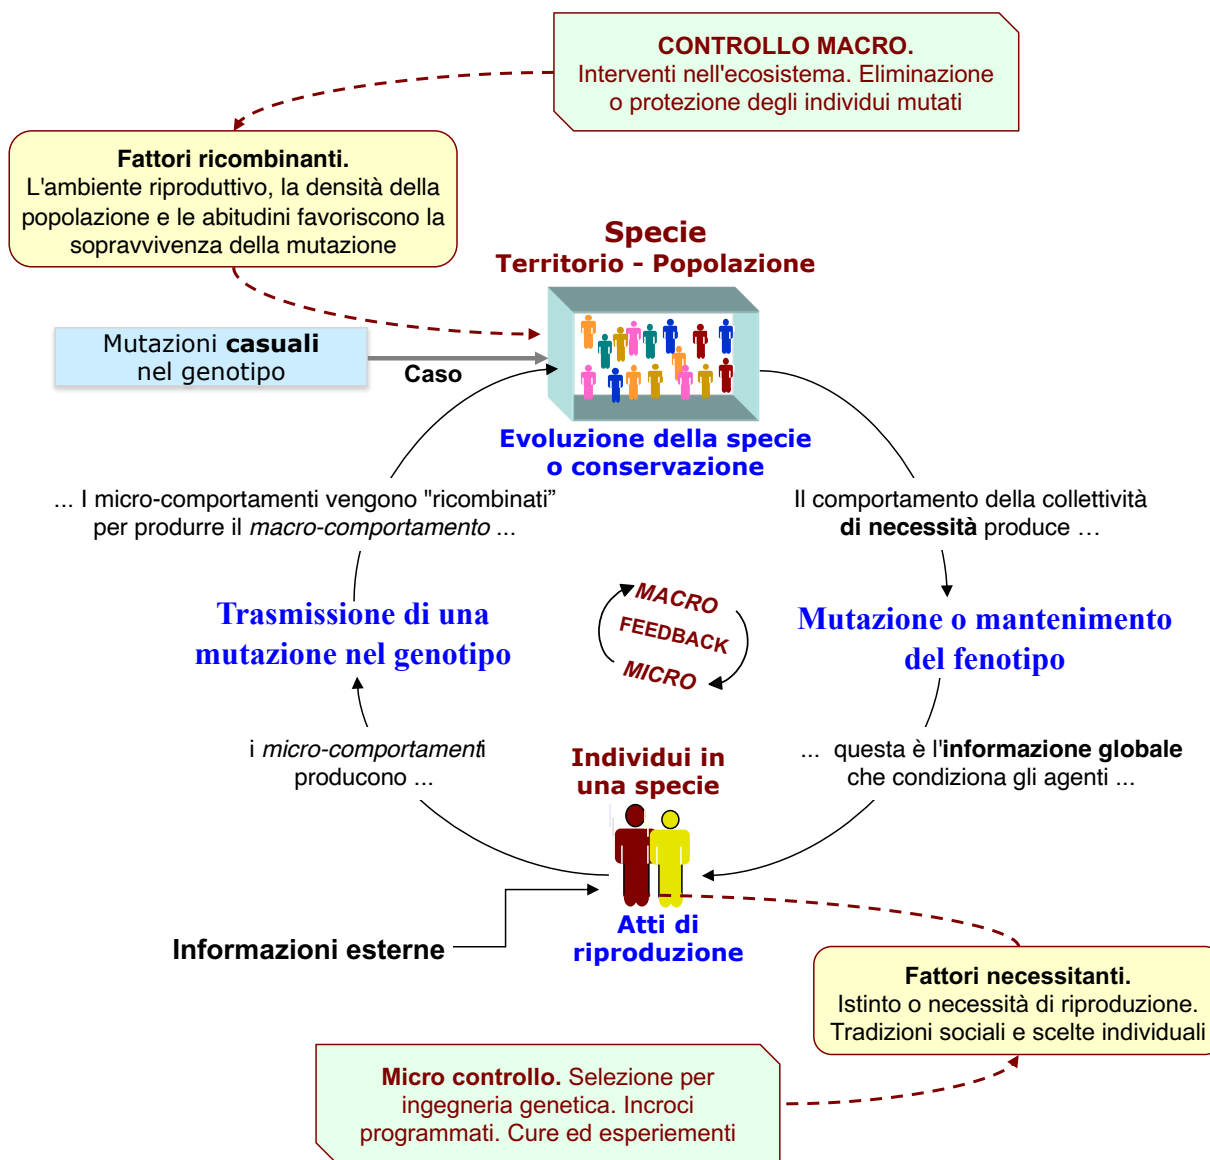 CONTROLLO MACRO.
Interventi nell'ecosistema. Eliminazione
o protezione degli individui mutati
Fattori ricombinanti.
L'ambiente riproduttivo, la densità della
popolazione e le abitudini favoriscono la
sopravvivenza della mutazione
Specie
Territorio - Popolazione
Mutazioni casuali
nel genotipo
Caso
Evoluzione della specie
o conservazione
... I micro-comportamenti vengono "ricombinati”
per produrre il macro-comportamento ...
Il comportamento della collettività
di necessità produce …
Trasmissione di una
mutazione nel genotipo
MACRO
FEEDBACK
MICRO
Mutazione o mantenimento
del fenotipo
i micro-comportamenti
producono ...
Individui in
una specie
... questa è l'informazione globale
che condiziona gli agenti ...
Atti di
riproduzione
Informazioni esterne
Fattori necessitanti.
Istinto o necessità di riproduzione.
Tradizioni sociali e scelte individuali
Micro controllo. Selezione per
ingegneria genetica. Incroci
programmati. Cure ed esperiementi